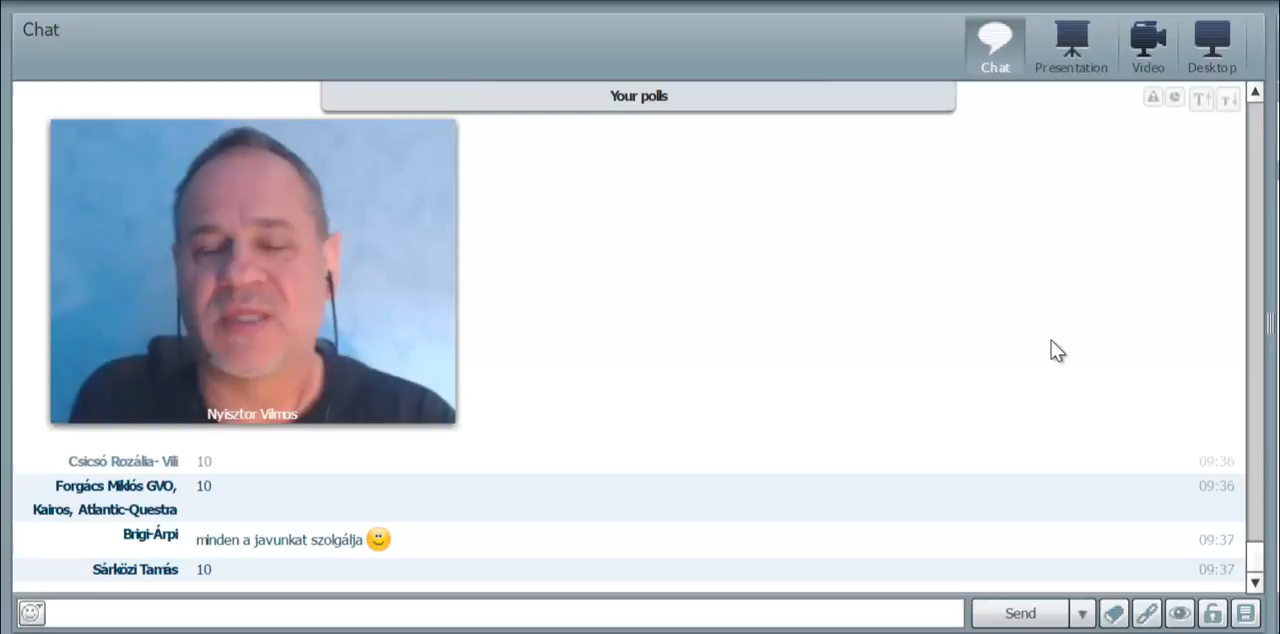 Chat
Chat
Presentation
Video
Desktop
Your polls
T↑
T↓
Nyisztor Vilmos
Csicsó Rozália- Vili 10 09:36
Forgács Miklós GVO, 10 09:36
Kairos, Atlantic-Questra
Brigi-Árpi minden a javunkat szolgálja 09:37
Sárközi Tamás 10 09:37
Send